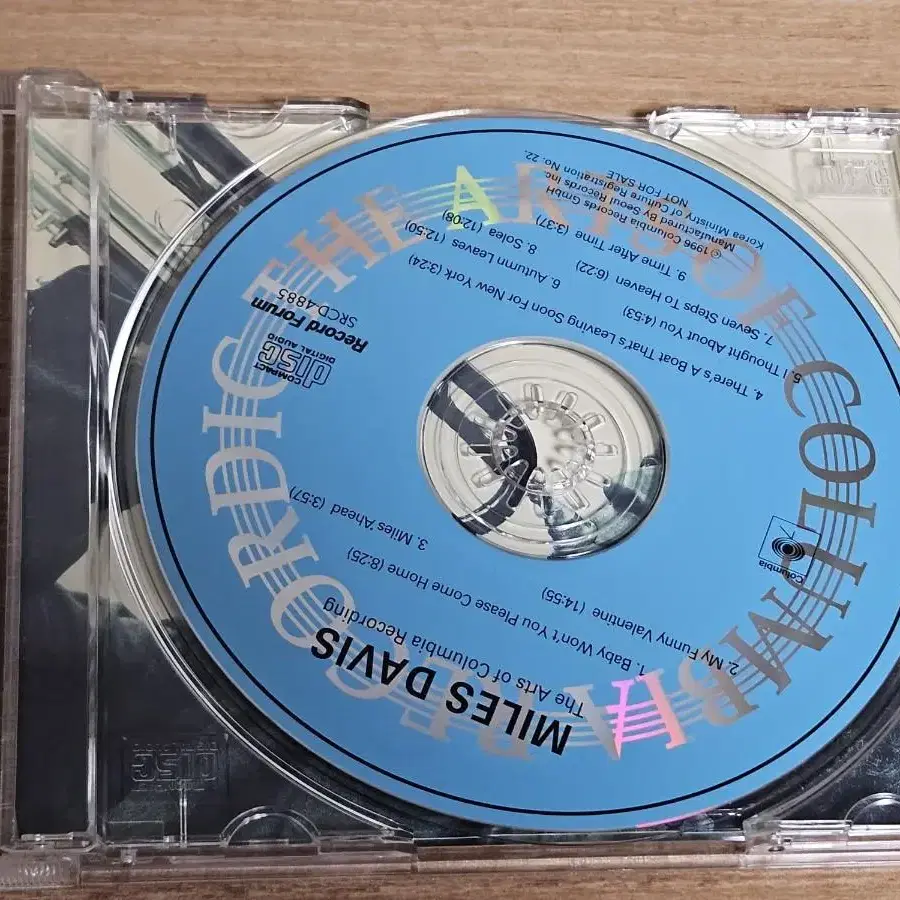 MILES DAVIS
The Arts of Columbia Recording
1. Baby Won't You Please Come Home (8:25)
2. My Funny Valentine (14:55)
3. Miles Ahead (3:57)
Columbia
COMPACT
disc
DIGITAL AUDIO
Record Forum
SRCD-4885
4. There's A Boat That's Leaving Soon For New York (3:24)
5. I Thought About You (4:53)
6. Autumn Leaves (12:50)
7. Seven Steps To Heaven (6:22)
8. Solea (12:08)
9. Time After Time (3:37)
©1996 Columbia Records GmbH
Manufactured By Seoul Records Inc.
Korea Ministry of Culture Registration No. 22.
NOT FOR SALE
THE ARTS OF COLUMBIA RECORDING
disc
disc